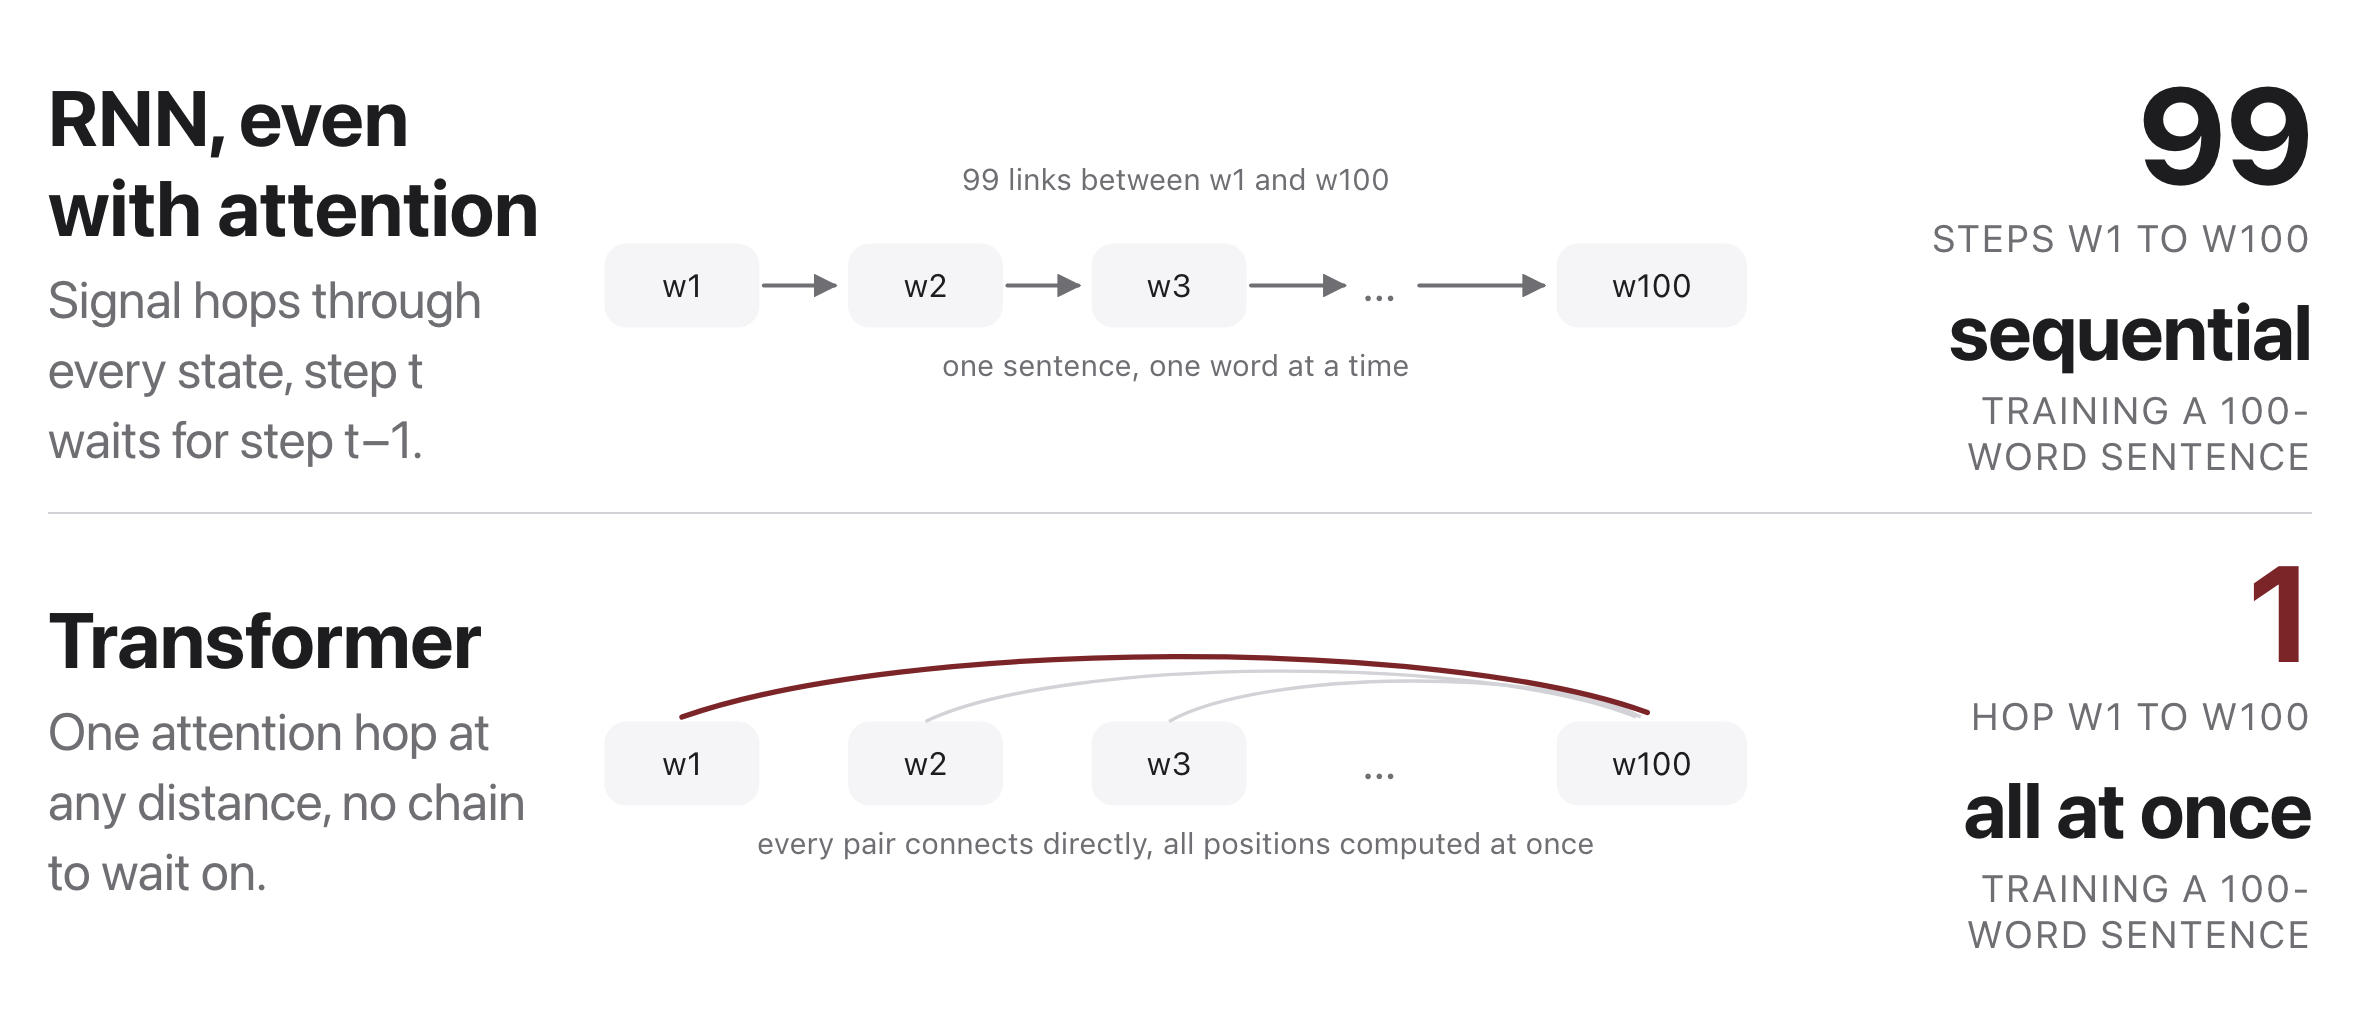 RNN, even
with attention
Signal hops through
every state, step t
waits for step t–1.
99 links between w1 and w100
w1
w2
w3
...
w100
one sentence, one word at a time
99
STEPS W1 TO W100
sequential
TRAINING A 100-
WORD SENTENCE
Transformer
One attention hop at
any distance, no chain
to wait on.
w1
w2
w3
...
w100
every pair connects directly, all positions computed at once
1
HOP W1 TO W100
all at once
TRAINING A 100-
WORD SENTENCE